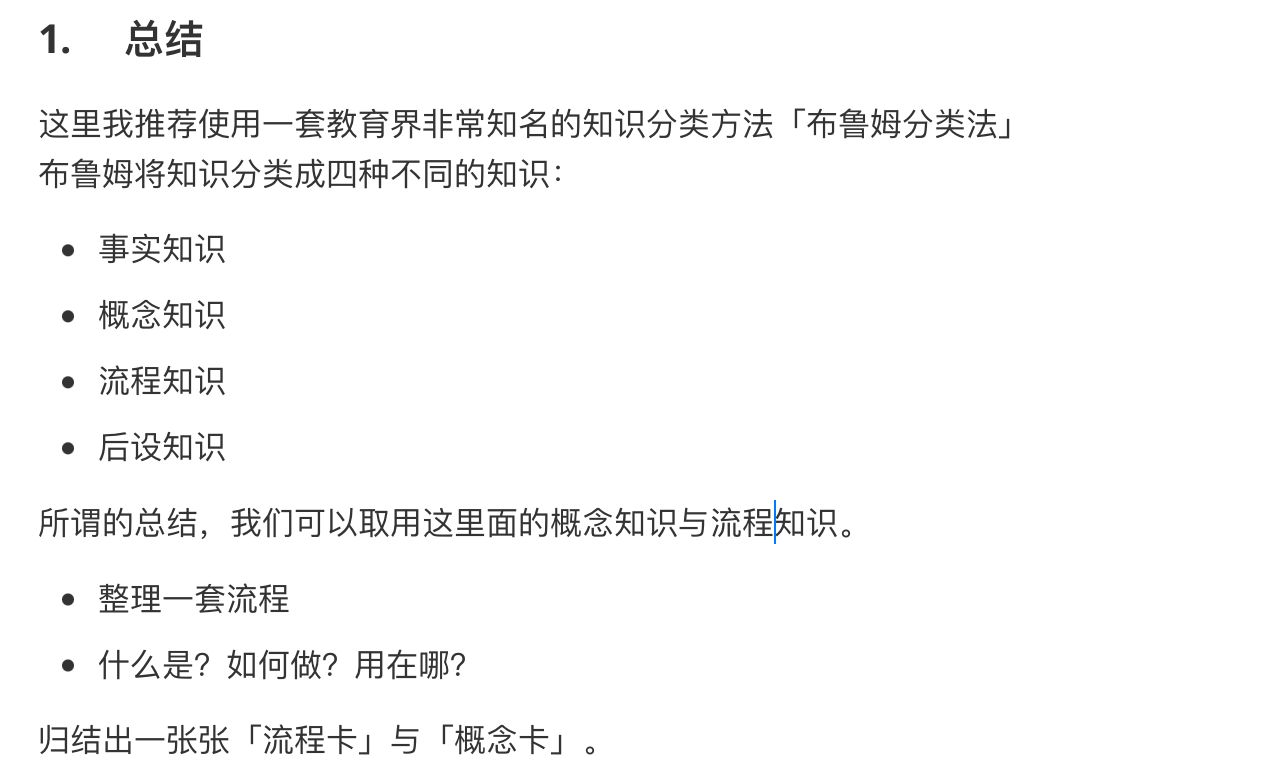 1. 总结
这里我推荐使用一套教育界非常知名的知识分类方法「布鲁姆分类法」
布鲁姆将知识分类成四种不同的知识：
• 事实知识
• 概念知识
• 流程知识
• 后设知识
所谓的总结，我们可以取用这里面的概念知识与流程知识。
• 整理一套流程
• 什么是？如何做？用在哪？
归结出一张张「流程卡」与「概念卡」。